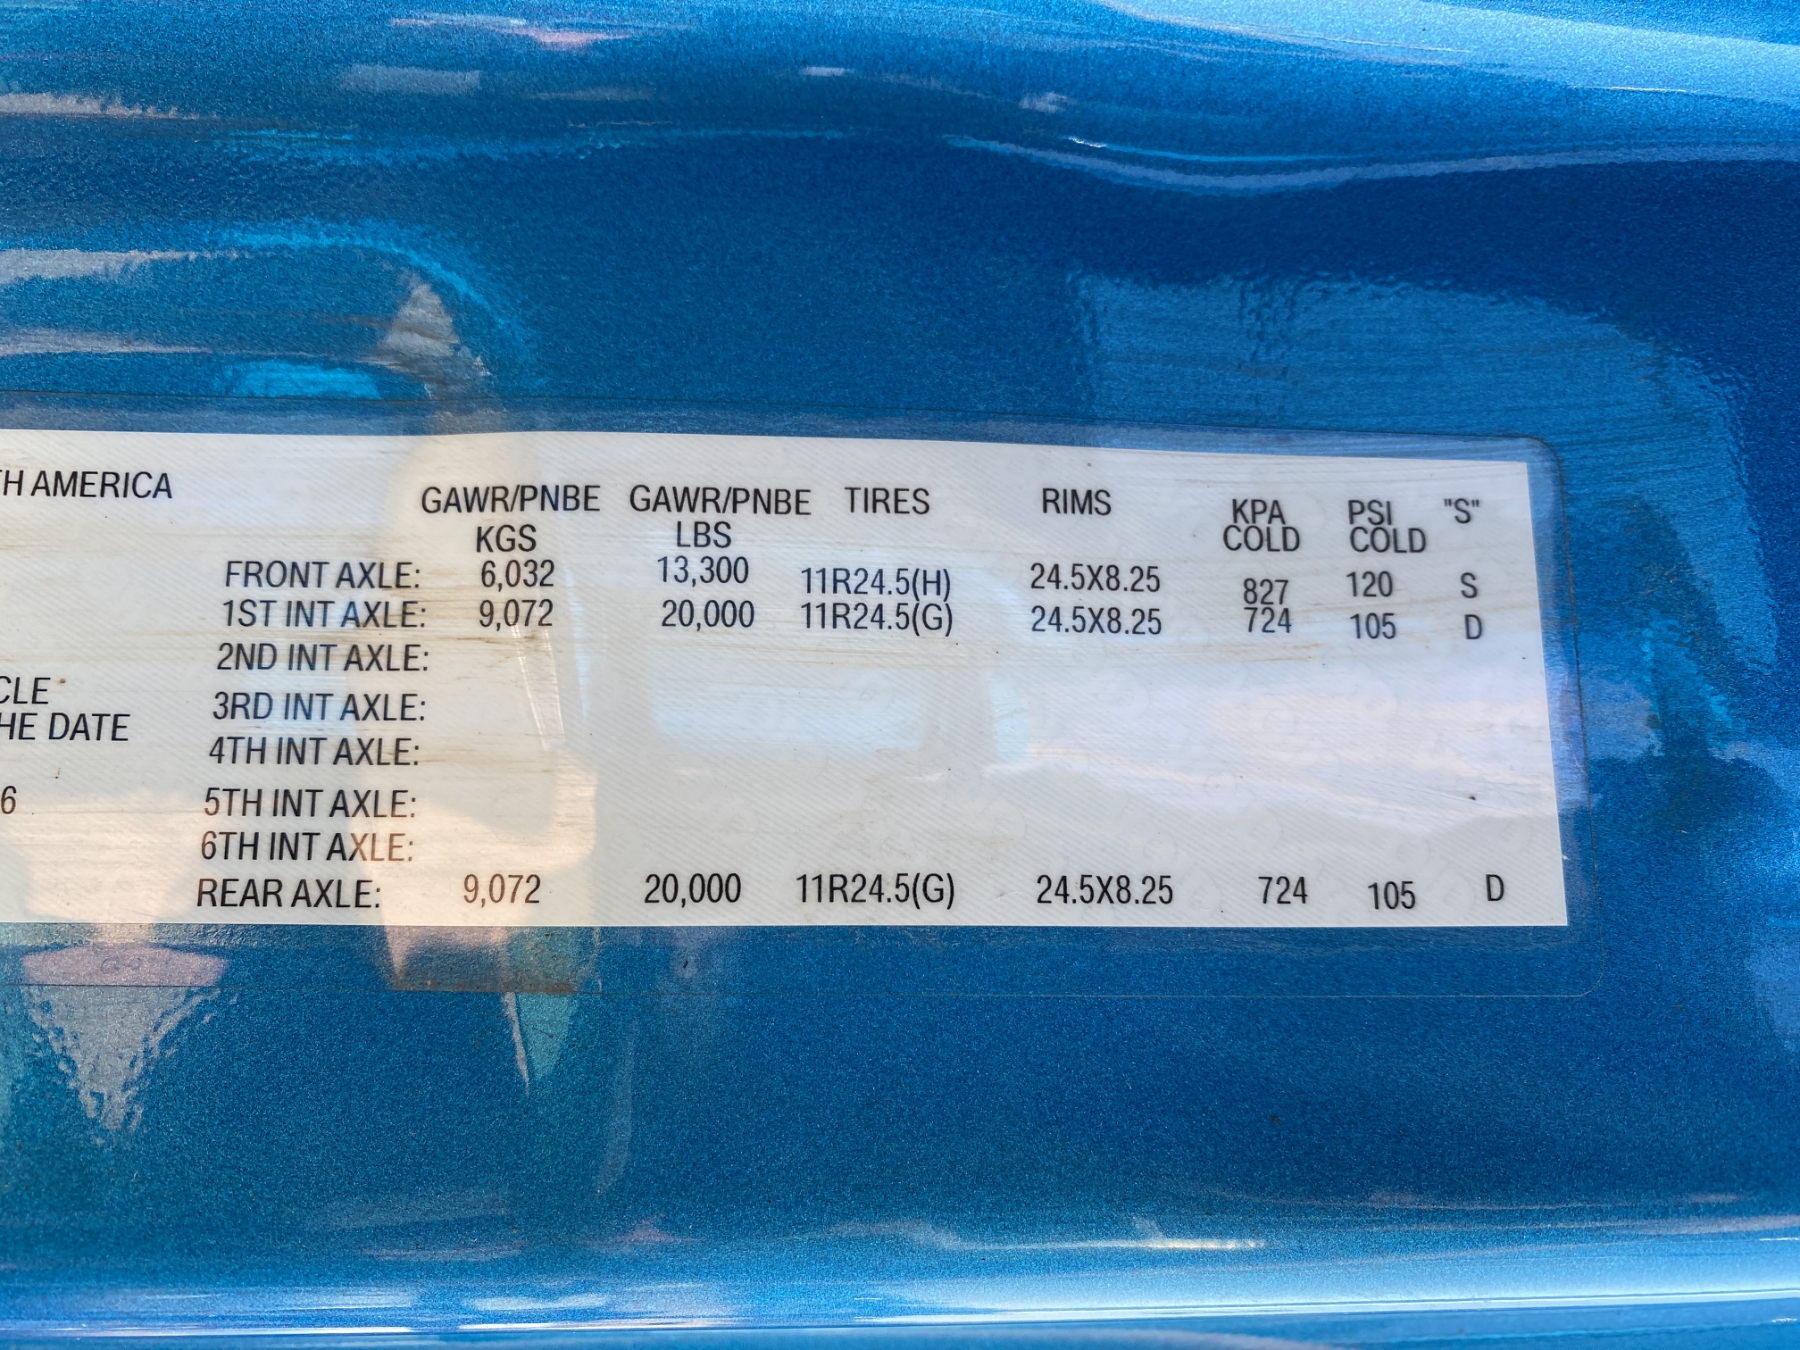 TH AMERICA
GAWR/PNBE GAWR/PNBE TIRES RIMS KPA PSI "S"
KGS LBS COLD COLD
FRONT AXLE: 6,032 13,300 11R24.5(H) 24.5X8.25 827 120 S
1ST INT AXLE: 9,072 20,000 11R24.5(G) 24.5X8.25 724 105 D
2ND INT AXLE:
CLE
3RD INT AXLE:
HE DATE
4TH INT AXLE:
6 5TH INT AXLE:
6TH INT AXLE:
REAR AXLE: 9,072 20,000 11R24.5(G) 24.5X8.25 724 105 D